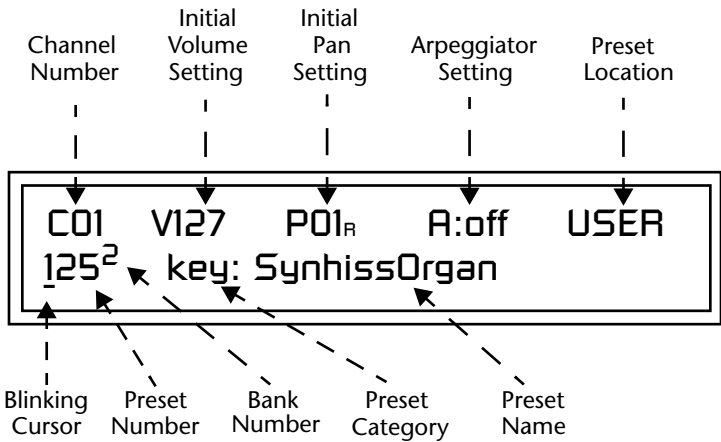 Channel Number
Initial Volume Setting
Initial Pan Setting
Arpeggiator Setting
Preset Location
C01 V127 P01R A:off USER
125² key: SynhissOrgan
Blinking Cursor
Preset Number
Bank Number
Preset Category
Preset Name